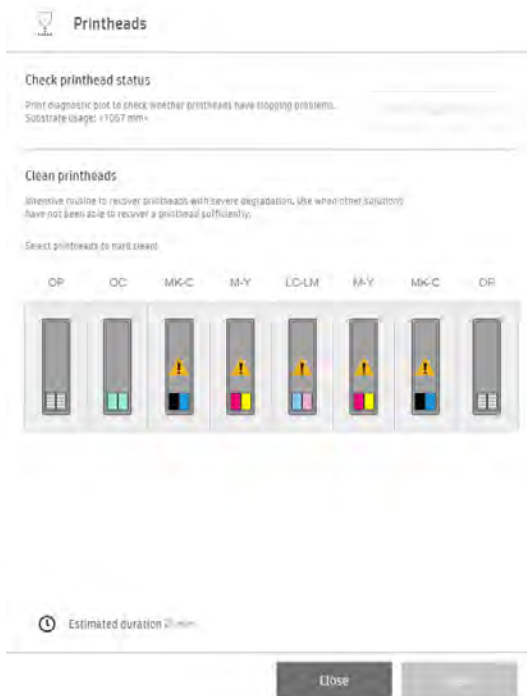 Printheads
Check printhead status
Print diagnostic plot to check whether printheads have clogging problems.
Substrate usage: <1067 mm>
Clean printheads
Intensive routine to recover printheads with severe degradation. Use when other solutions
have not been able to recover a printhead sufficiently.
Select printheads to hard clean:
OP OC MK-C M-Y LC-LM M-Y MK-C OP
Estimated duration
Close